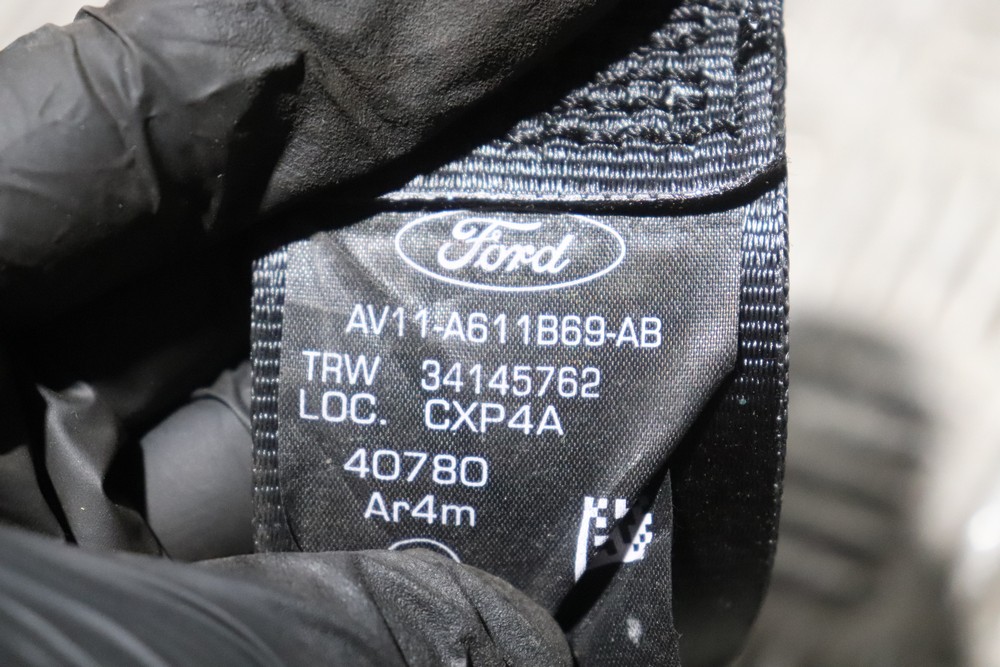 Ford
AV11-A611B69-AB
TRW 34145762
LOC. CXP4A
40780
Ar4m